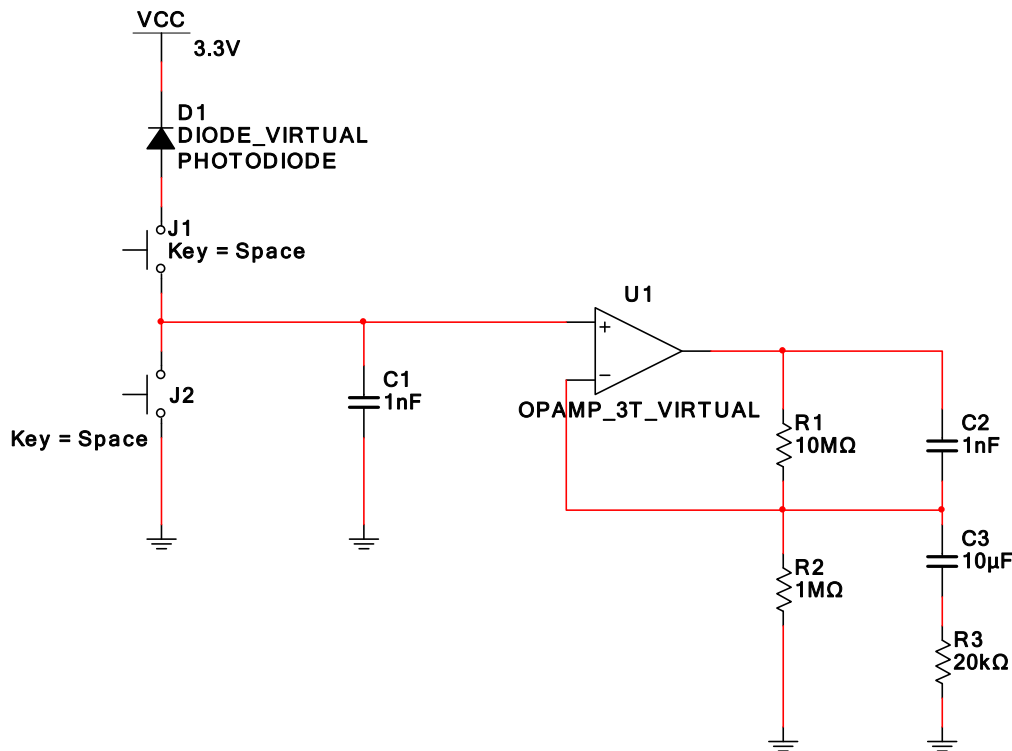 VCC
3.3V
D1
DIODE_VIRTUAL
PHOTODIODE
J1
Key = Space
J2
Key = Space
C1
1nF
U1
+
−
OPAMP_3T_VIRTUAL
R1
10MΩ
C2
1nF
R2
1MΩ
C3
10µF
R3
20kΩ